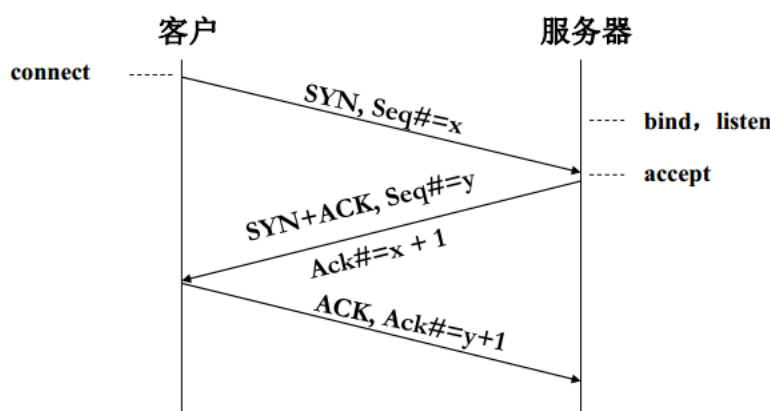 客户
服务器
connect
SYN, Seq#=x
bind，listen
accept
SYN+ACK, Seq#=y
Ack#=x + 1
ACK, Ack#=y+1